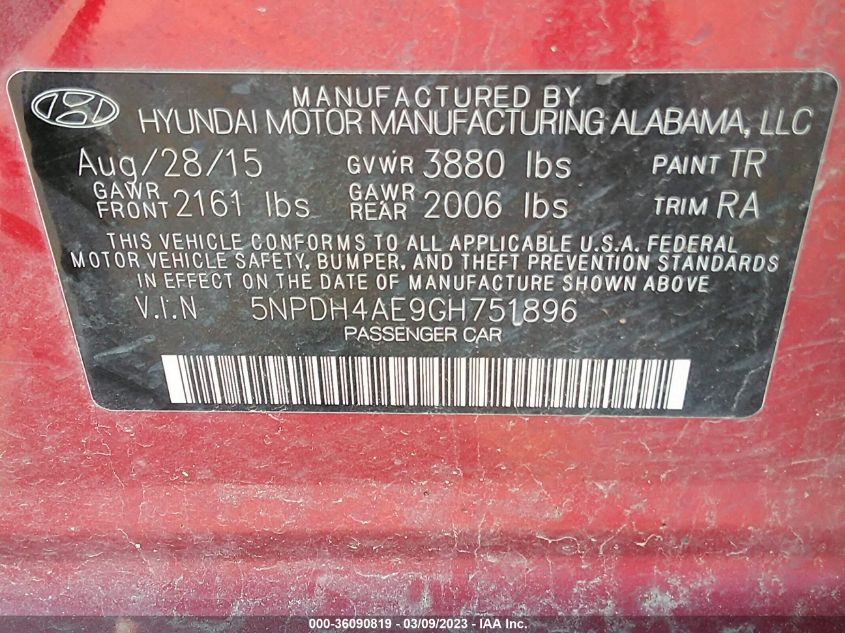 MANUFACTURED BY
HYUNDAI MOTOR MANUFACTURING ALABAMA, LLC
Aug/28/15 GVWR 3880 lbs PAINT TR
GAWR FRONT 2161 lbs GAWR REAR 2006 lbs TRIM RA
THIS VEHICLE CONFORMS TO ALL APPLICABLE U.S.A. FEDERAL
MOTOR VEHICLE SAFETY, BUMPER, AND THEFT PREVENTION STANDARDS
IN EFFECT ON THE DATE OF MANUFACTURE SHOWN ABOVE
V.I.N 5NPDH4AE9GH751896
PASSENGER CAR
000-36090819 - 03/09/2023 - IAA Inc.